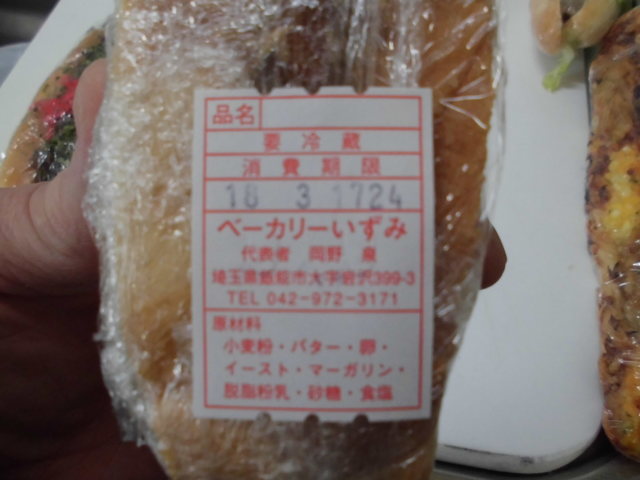 品名
要冷蔵
消費期限
18 3 1724
ベーカリーいずみ
代表者 岡野 泉
埼玉県飯能市大字岩沢399-3
TEL 042-972-3171
原材料
小麦粉・バター・卵・
イースト・マーガリン・
脱脂粉乳・砂糖・食塩